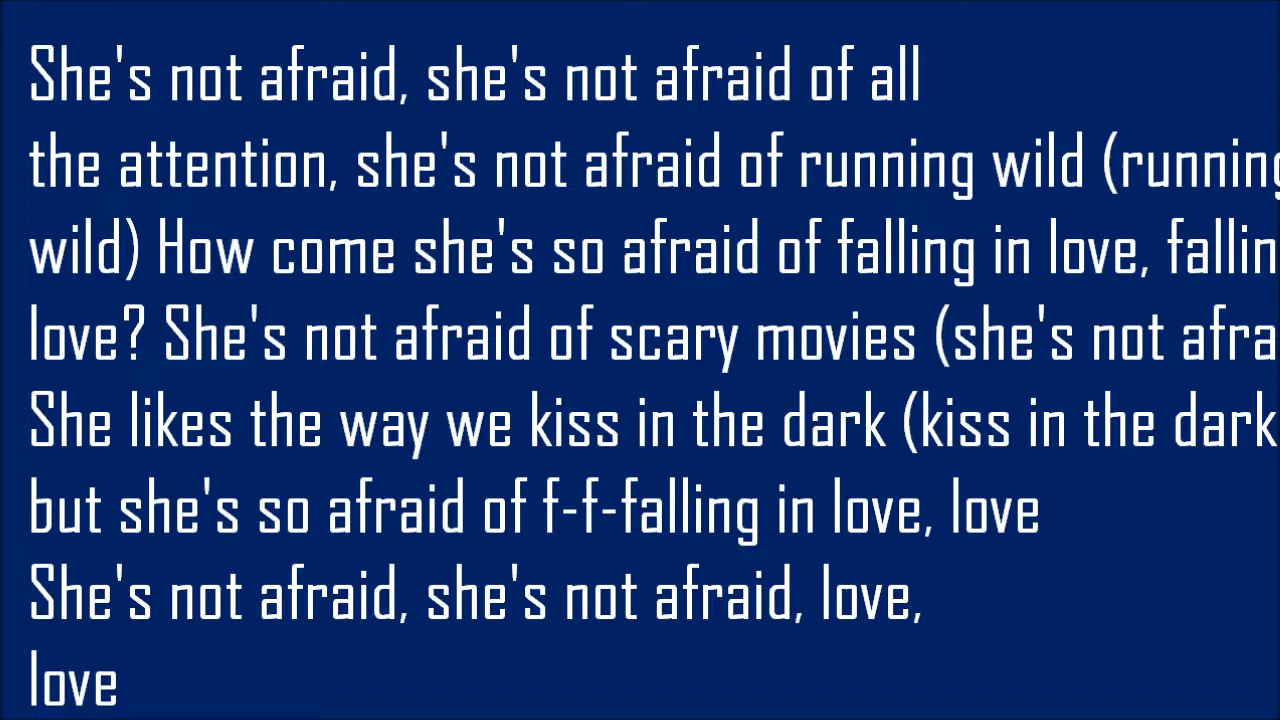 She's not afraid, she's not afraid of all
the attention, she's not afraid of running wild (running
wild) How come she's so afraid of falling in love, fallin
love? She's not afraid of scary movies (she's not afra
She likes the way we kiss in the dark (kiss in the dark
but she's so afraid of f-f-falling in love, love
She's not afraid, she's not afraid, love,
love